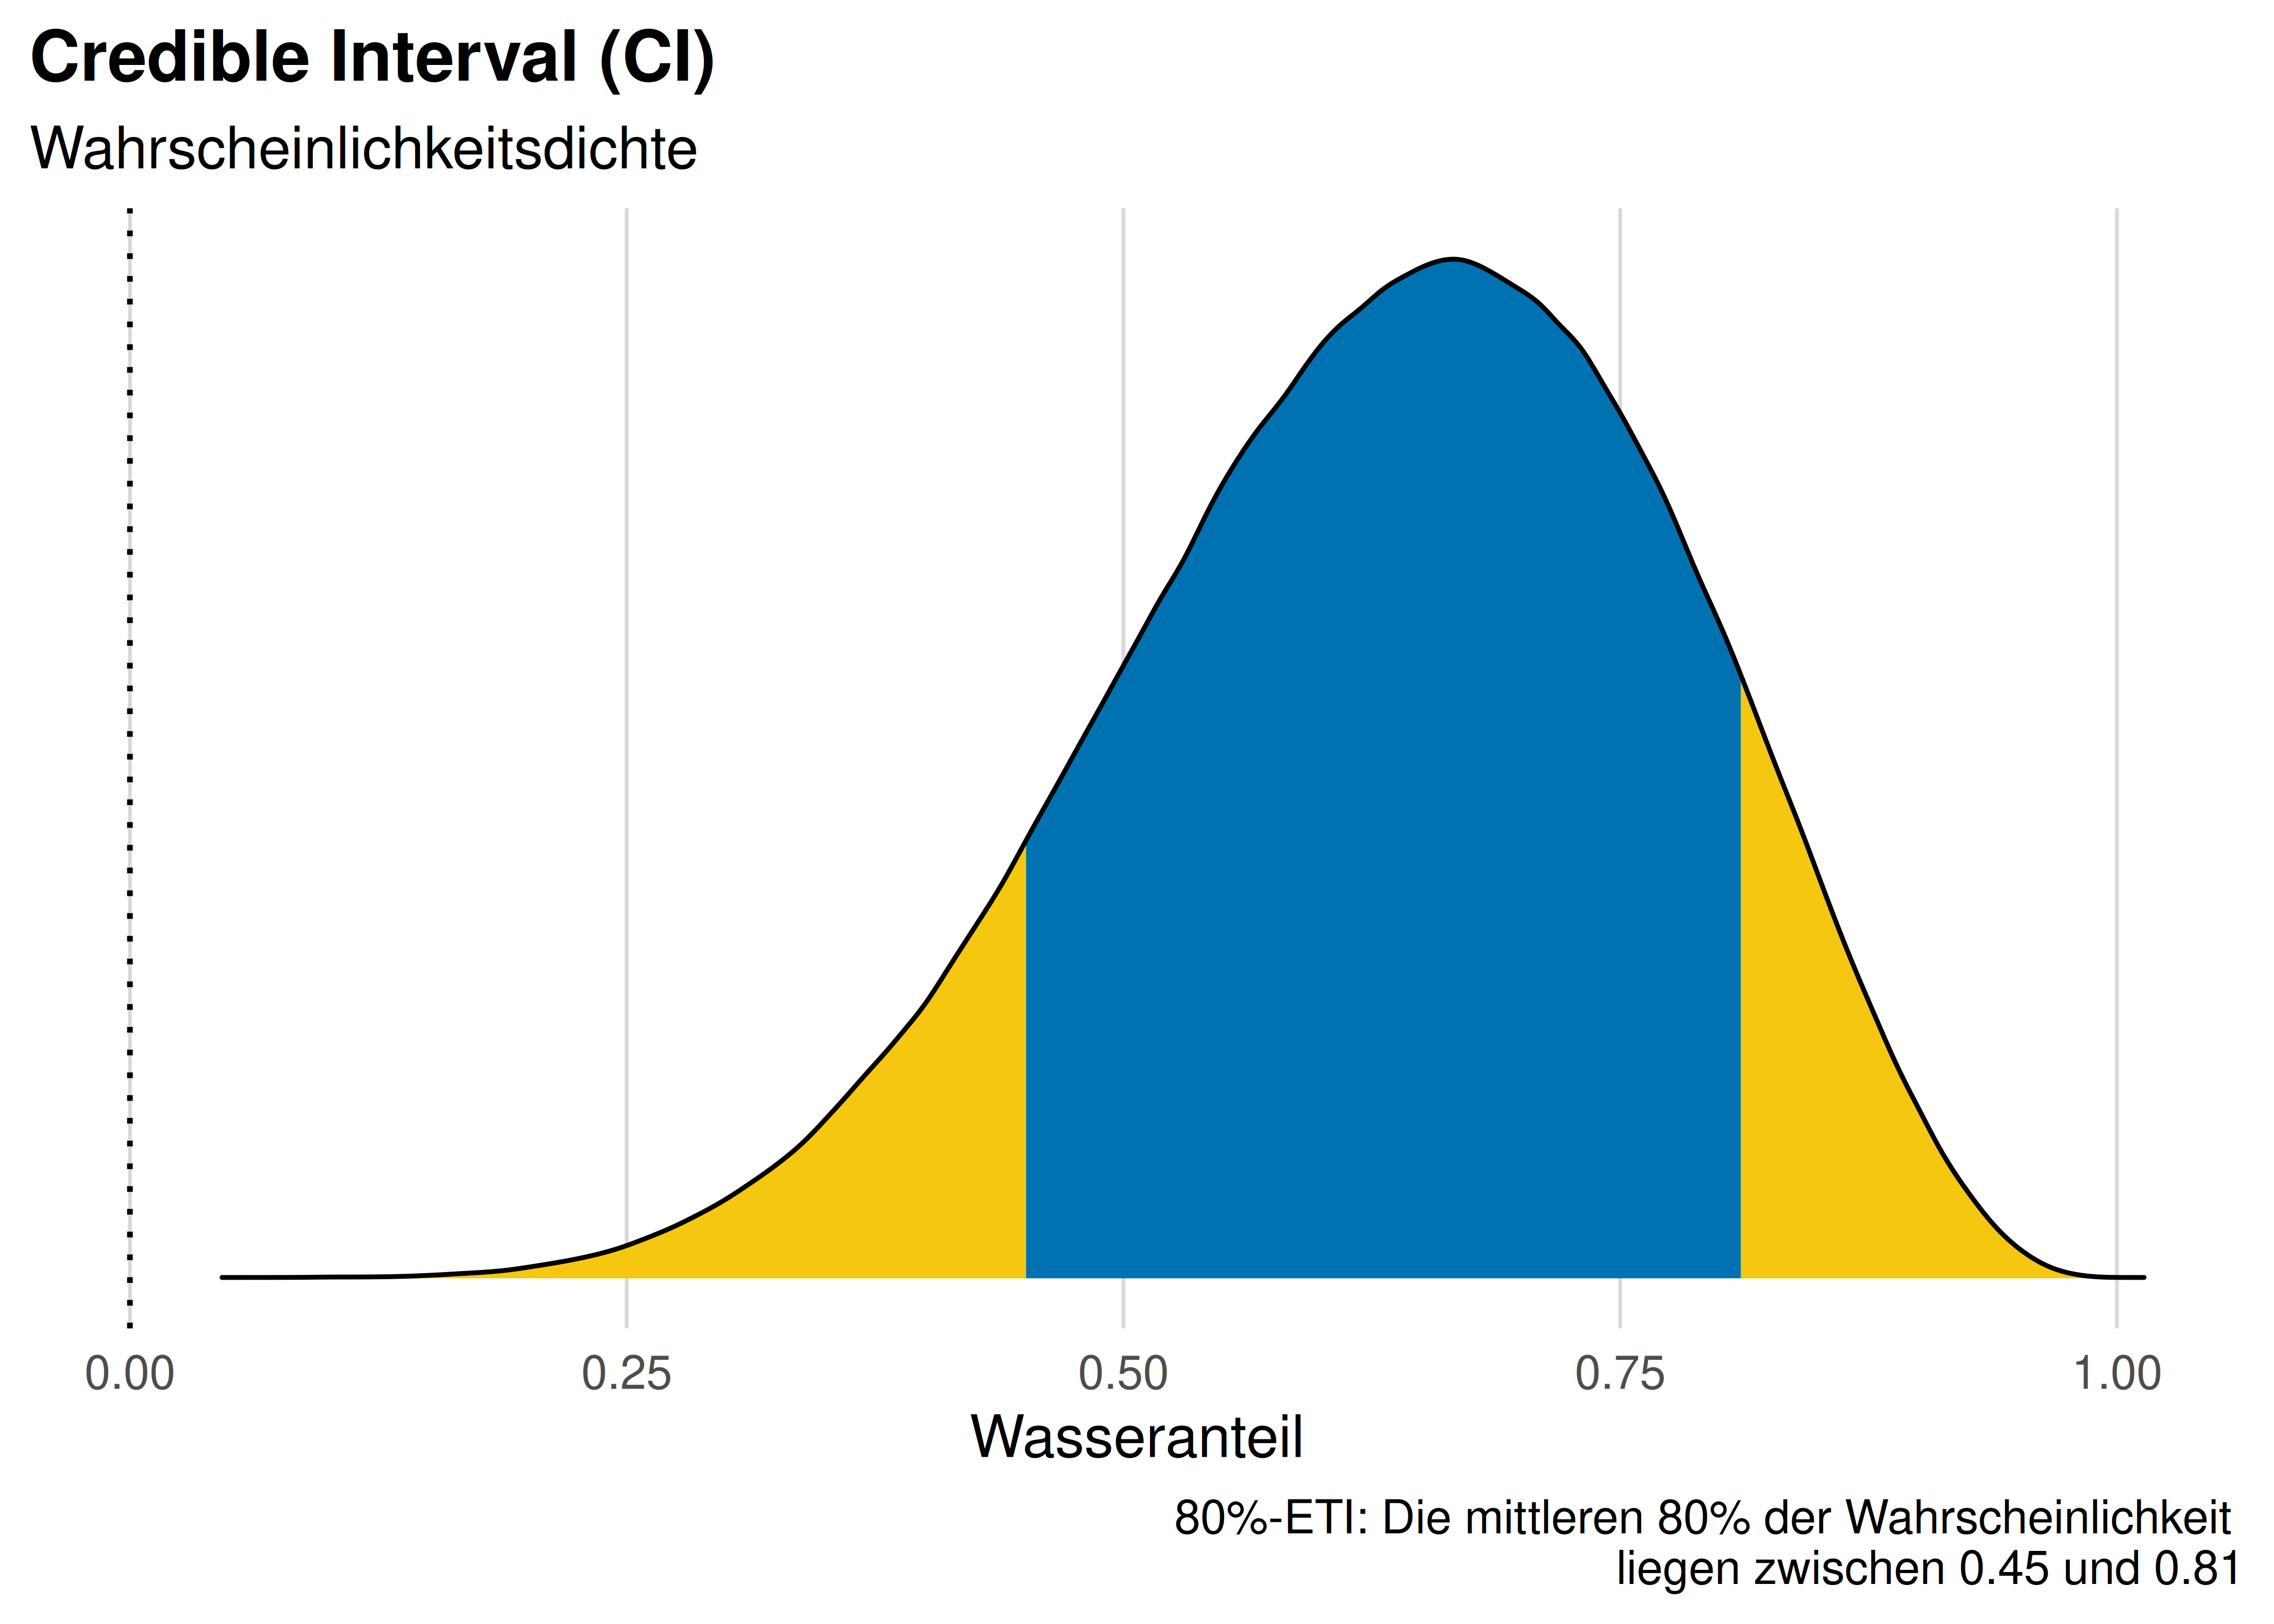 Credible Interval (CI)
Wahrscheinlichkeitsdichte
0.00 0.25 0.50 0.75 1.00
Wasseranteil
80%-ETI: Die mittleren 80% der Wahrscheinlichkeit
liegen zwischen 0.45 und 0.81